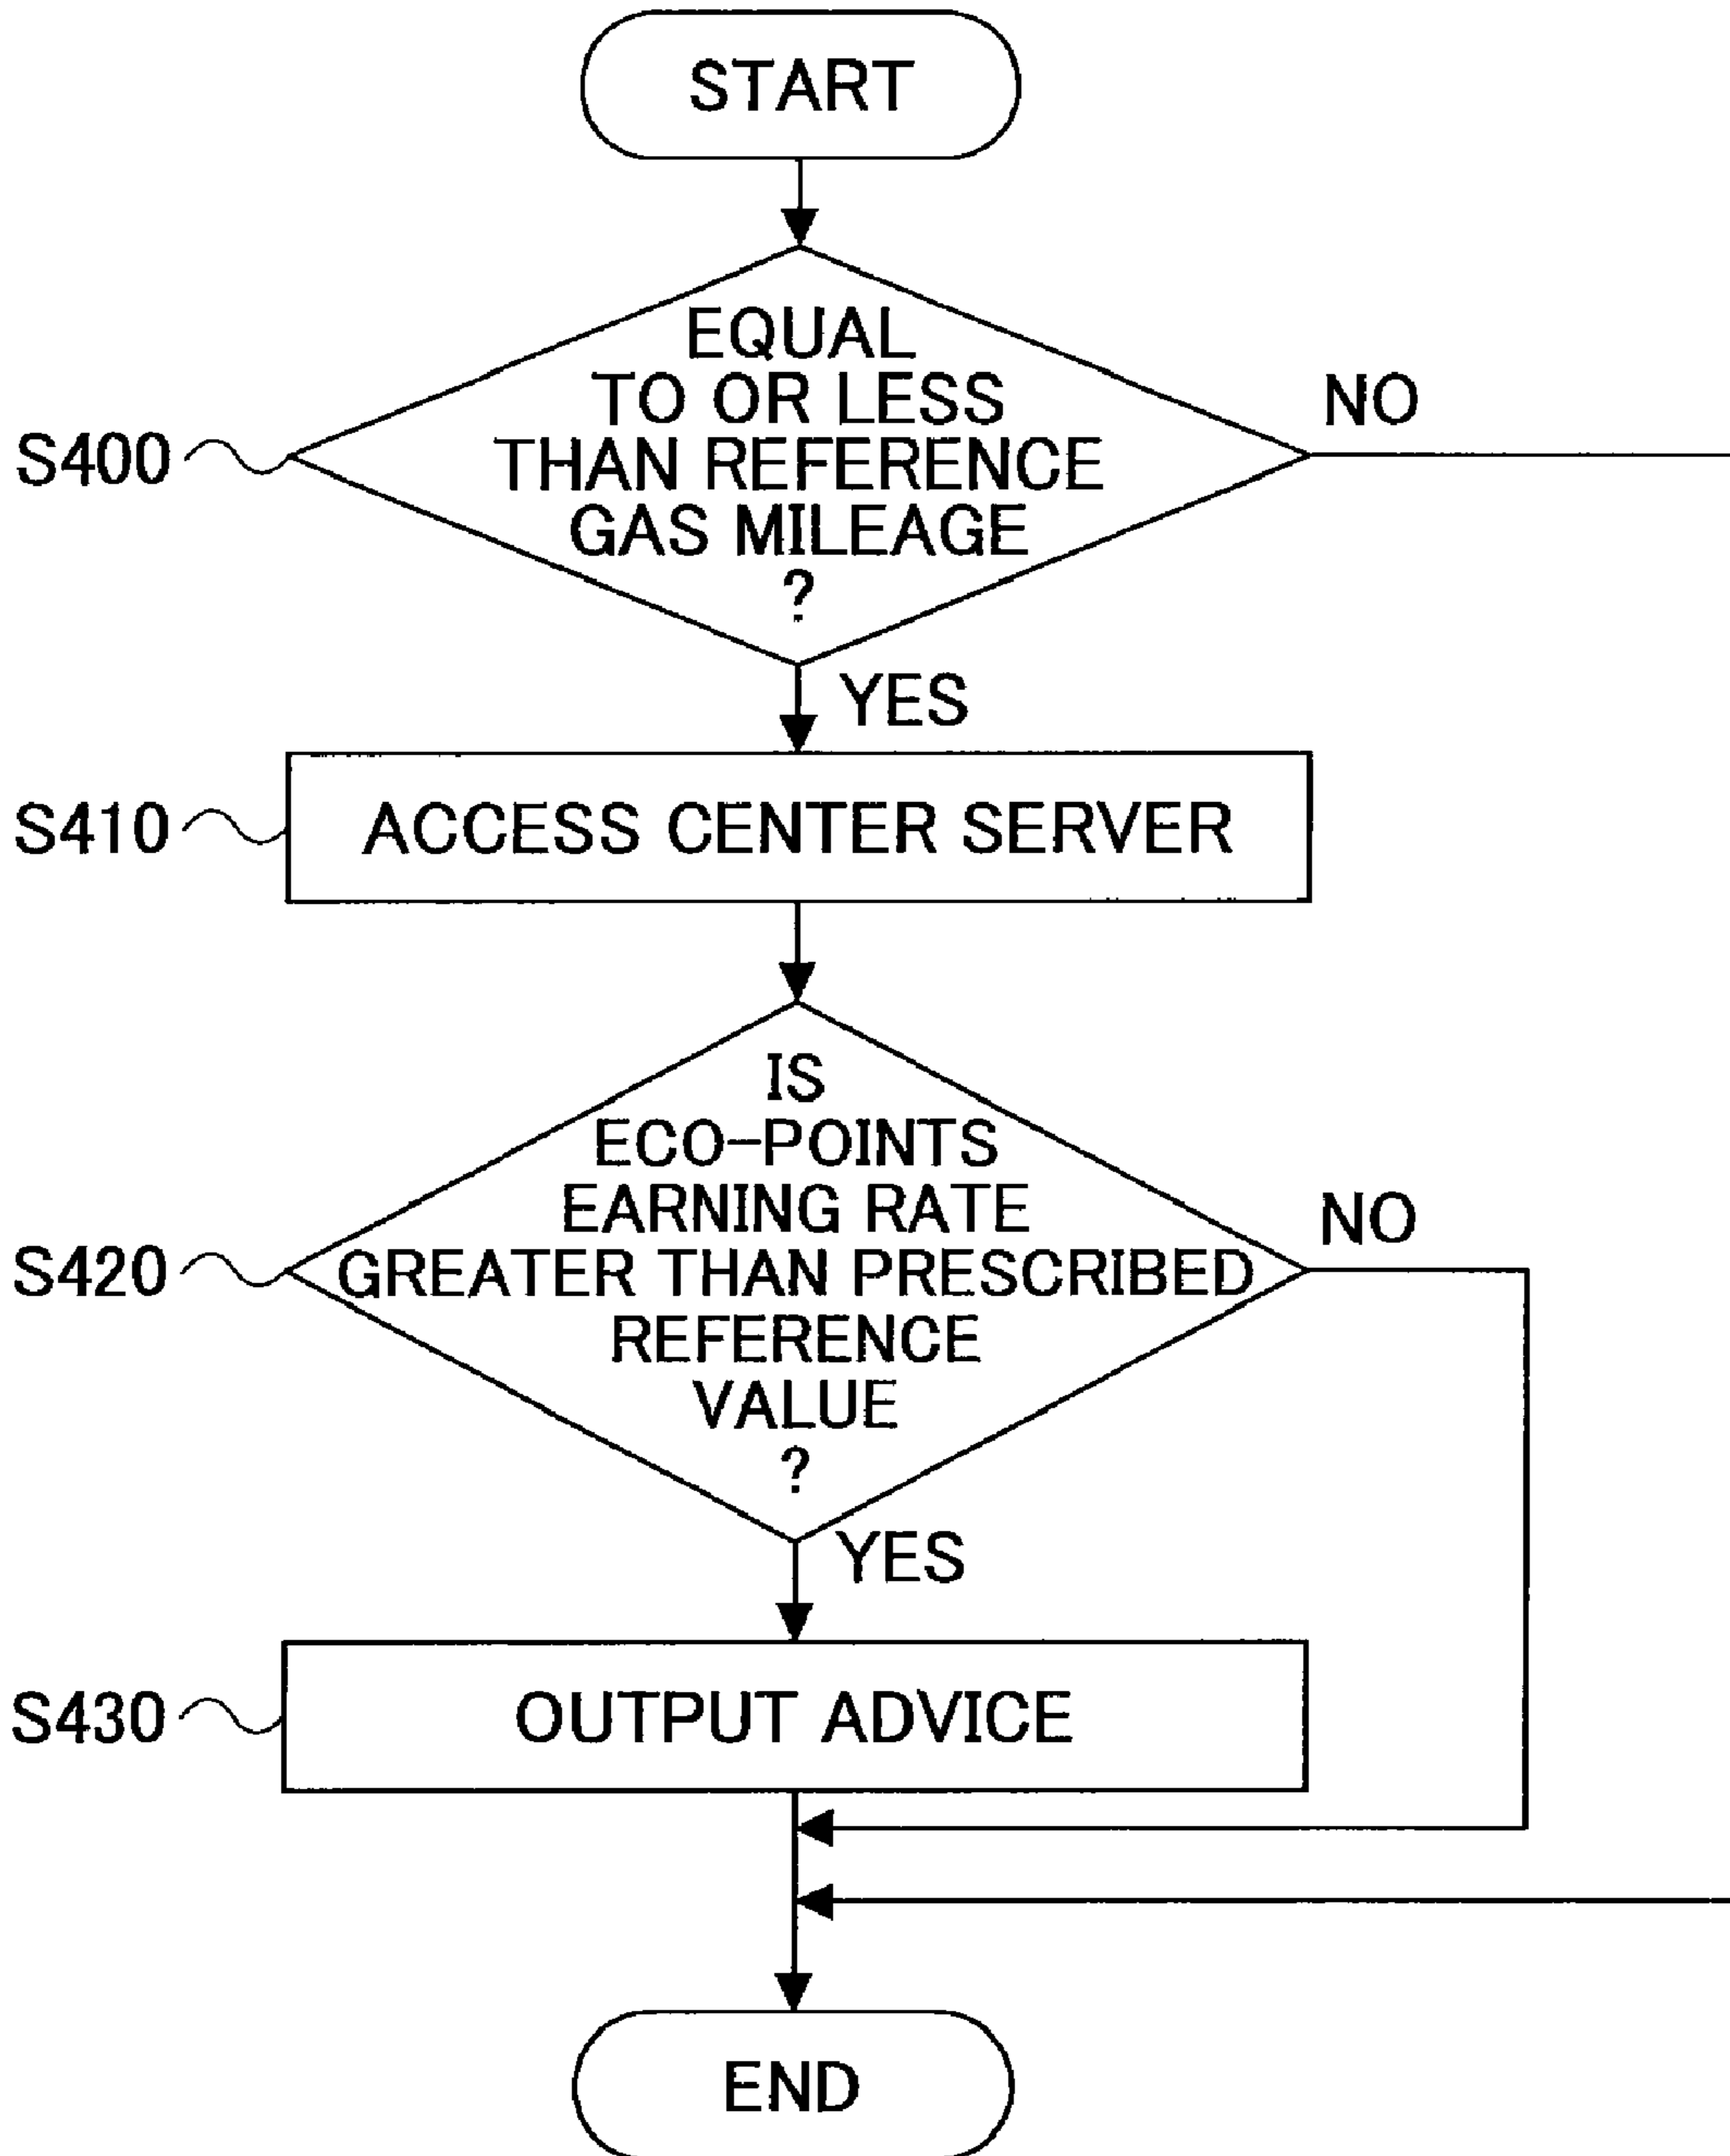 START
EQUAL
TO OR LESS
THAN REFERENCE
GAS MILEAGE
?
NO
S400
YES
S410
ACCESS CENTER SERVER
IS
ECO-POINTS
EARNING RATE
GREATER THAN PRESCRIBED
REFERENCE
VALUE
?
NO
S420
YES
S430
OUTPUT ADVICE
END